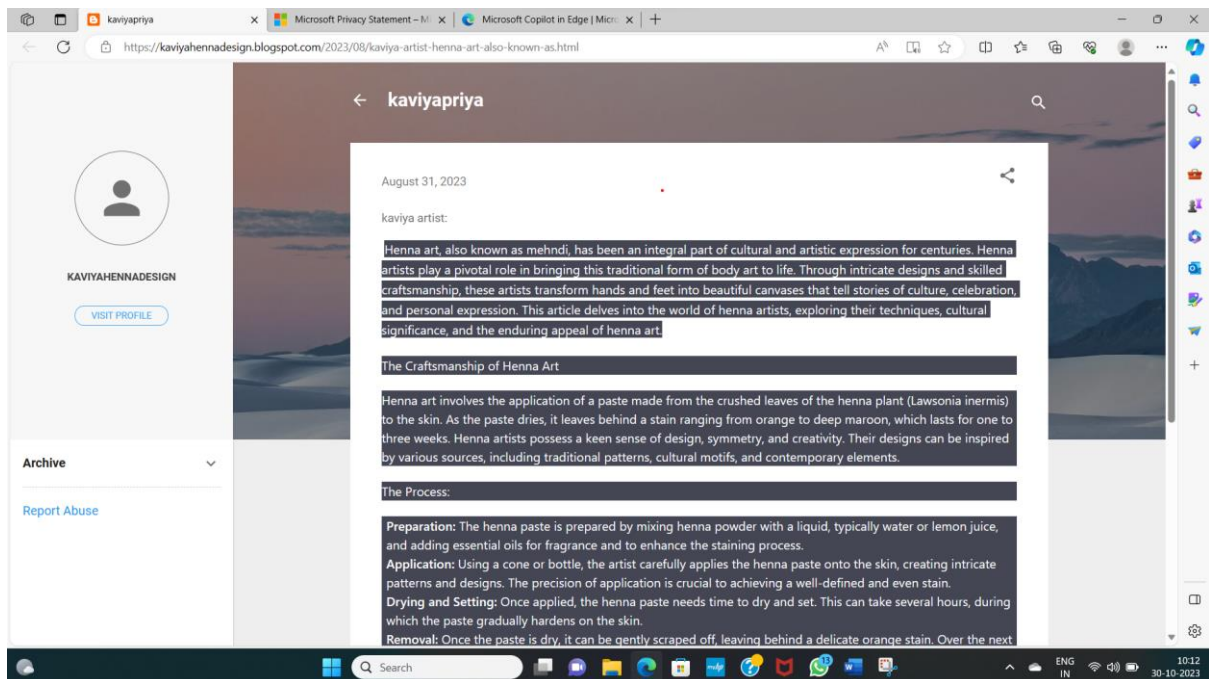 kaviyapriya
Microsoft Privacy Statement – Mi
Microsoft Copilot in Edge | Micro
https://kaviyahennadesign.blogspot.com/2023/08/kaviya-artist-henna-art-also-known-as.html
kaviyapriya
KAVIYAHENNADESIGN
VISIT PROFILE
Archive
Report Abuse
August 31, 2023
kaviya artist:
Henna art, also known as mehndi, has been an integral part of cultural and artistic expression for centuries. Henna
artists play a pivotal role in bringing this traditional form of body art to life. Through intricate designs and skilled
craftsmanship, these artists transform hands and feet into beautiful canvases that tell stories of culture, celebration,
and personal expression. This article delves into the world of henna artists, exploring their techniques, cultural
significance, and the enduring appeal of henna art.
The Craftsmanship of Henna Art
Henna art involves the application of a paste made from the crushed leaves of the henna plant (Lawsonia inermis)
to the skin. As the paste dries, it leaves behind a stain ranging from orange to deep maroon, which lasts for one to
three weeks. Henna artists possess a keen sense of design, symmetry, and creativity. Their designs can be inspired
by various sources, including traditional patterns, cultural motifs, and contemporary elements.
The Process:
Preparation: The henna paste is prepared by mixing henna powder with a liquid, typically water or lemon juice,
and adding essential oils for fragrance and to enhance the staining process.
Application: Using a cone or bottle, the artist carefully applies the henna paste onto the skin, creating intricate
patterns and designs. The precision of application is crucial to achieving a well-defined and even stain.
Drying and Setting: Once applied, the henna paste needs time to dry and set. This can take several hours, during
which the paste gradually hardens on the skin.
Removal: Once the paste is dry, it can be gently scraped off, leaving behind a delicate orange stain. Over the next
Search
ENG
IN
10:12
30-10-2023